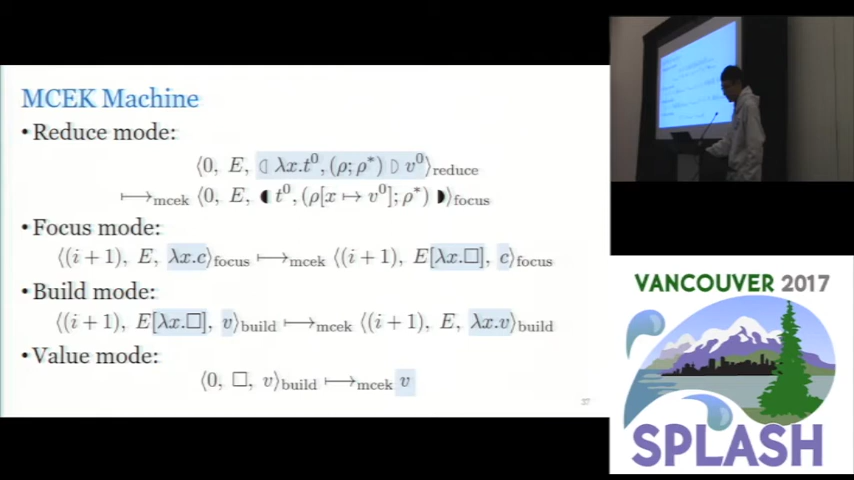 MCEK Machine
• Reduce mode:
⟨0, E, ⦇ λx.t⁰, (ρ; ρ*) ⦈ v⁰⟩reduce
⟼mcek ⟨0, E, ◖ t⁰, (ρ[x ↦ v⁰]; ρ*) ◗⟩focus
• Focus mode:
⟨(i + 1), E, λx.c⟩focus ⟼mcek ⟨(i + 1), E[λx.□], c⟩focus
• Build mode:
⟨(i + 1), E[λx.□], v⟩build ⟼mcek ⟨(i + 1), E, λx.v⟩build
• Value mode:
⟨0, □, v⟩build ⟼mcek v
37
VANCOUVER 2017
SPLASH